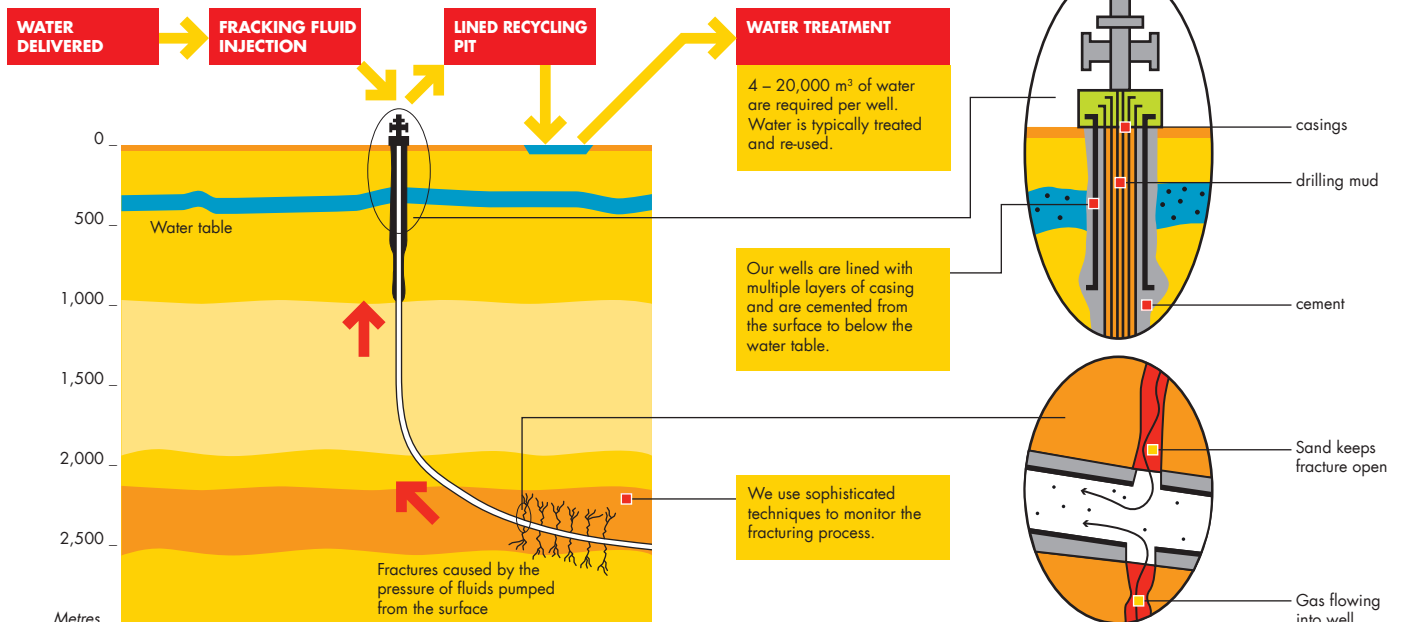 WATER
DELIVERED
FRACKING FLUID
INJECTION
LINED RECYCLING
PIT
WATER TREATMENT
4 – 20,000 m³ of water
are required per well.
Water is typically treated
and re-used.
0
500
1,000
1,500
2,000
2,500
Metres
Water table
Our wells are lined with
multiple layers of casing
and are cemented from
the surface to below the
water table.
We use sophisticated
techniques to monitor the
fracturing process.
Fractures caused by the
pressure of fluids pumped
from the surface
casings
drilling mud
cement
Sand keeps
fracture open
Gas flowing
into well